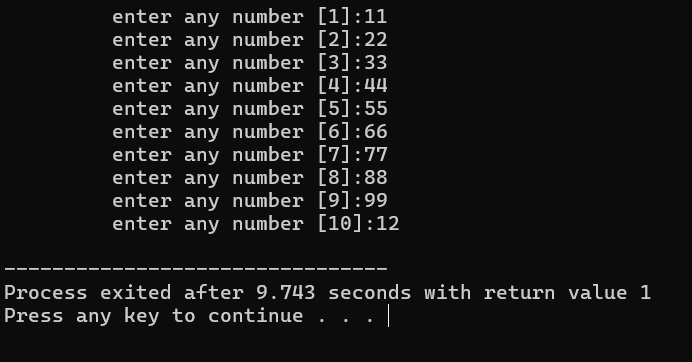 enter any number [1]:11
enter any number [2]:22
enter any number [3]:33
enter any number [4]:44
enter any number [5]:55
enter any number [6]:66
enter any number [7]:77
enter any number [8]:88
enter any number [9]:99
enter any number [10]:12
--------------------------------
Process exited after 9.743 seconds with return value 1
Press any key to continue . . .